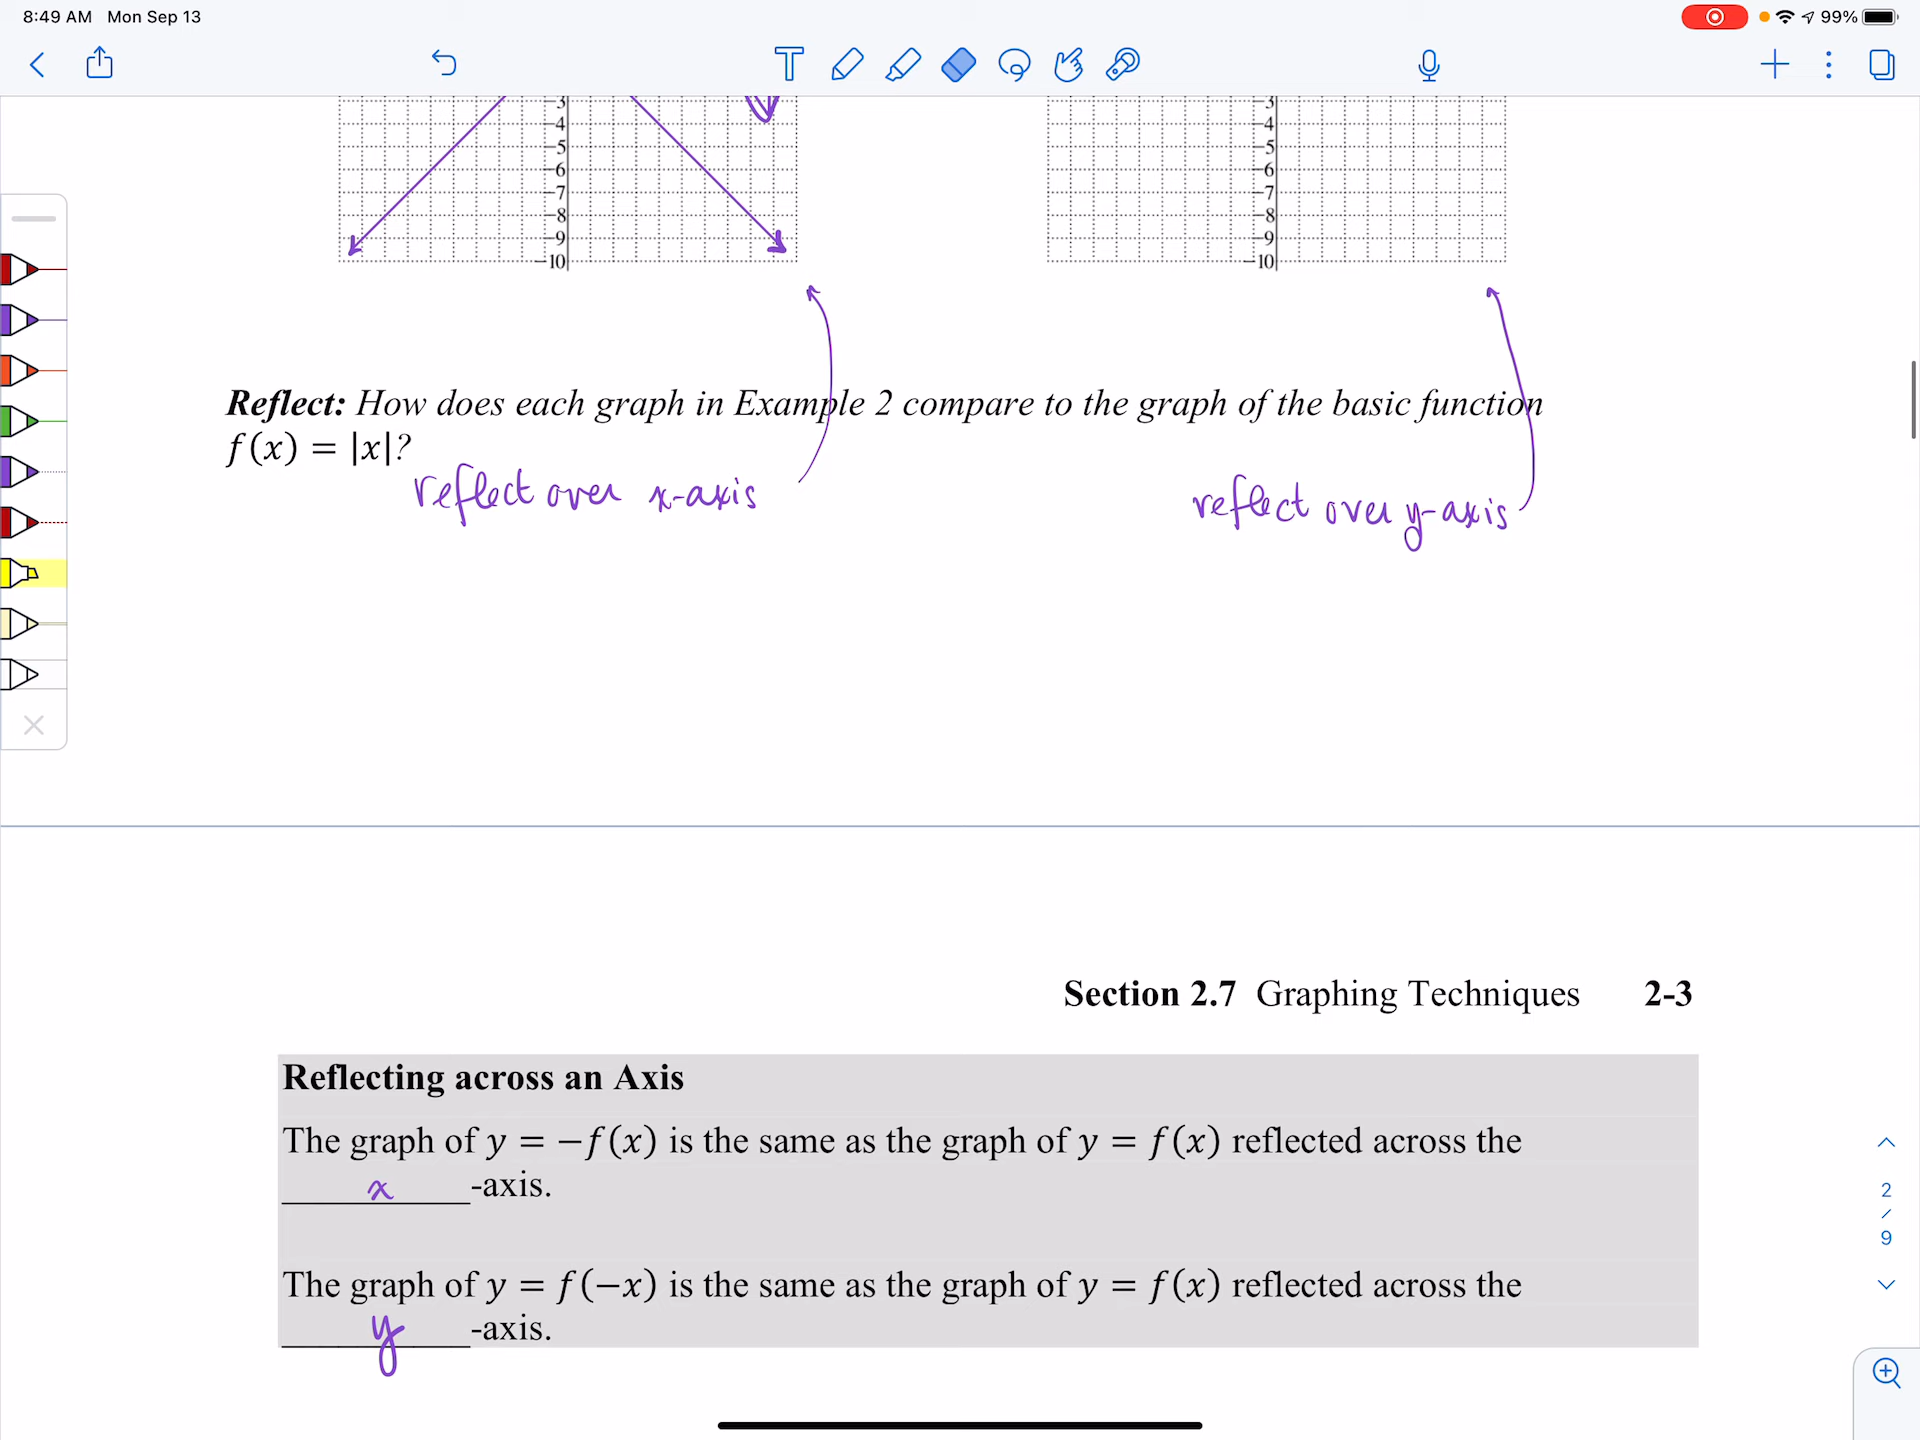 8:49 AM Mon Sep 13
99%
-3
-4
-5
-6
-7
-8
-9
-10
-3
-4
-5
-6
-7
-8
-9
-10
Reflect: How does each graph in Example 2 compare to the graph of the basic function
f(x) = |x|?
reflect over x-axis
reflect over y-axis
Section 2.7 Graphing Techniques 2-3
Reflecting across an Axis
The graph of y = −f(x) is the same as the graph of y = f(x) reflected across the
x -axis.
The graph of y = f(−x) is the same as the graph of y = f(x) reflected across the
y -axis.
2
/
9